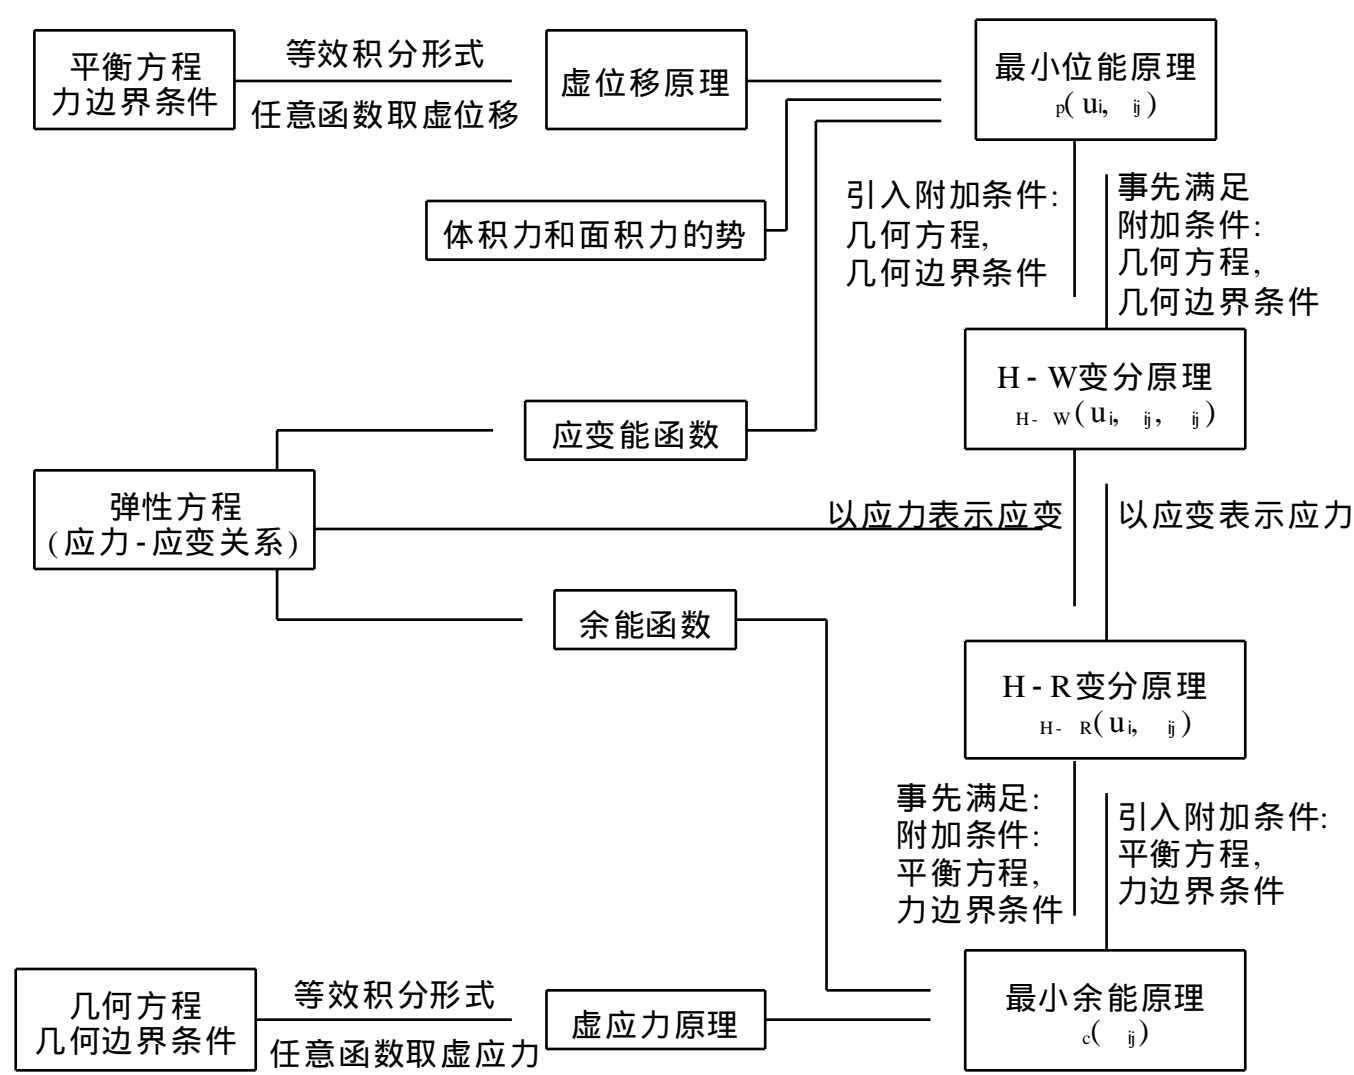 平衡方程
力边界条件
等效积分形式
任意函数取虚位移
虚位移原理
最小位能原理
p( ui, ij )
体积力和面积力的势
引入附加条件:
几何方程,
几何边界条件
事先满足
附加条件:
几何方程,
几何边界条件
H - W变分原理
H - W ( ui, ij, ij )
应变能函数
弹性方程
(应力-应变关系)
以应力表示应变
以应变表示应力
余能函数
H - R变分原理
H - R ( ui, ij )
事先满足:
附加条件:
平衡方程,
力边界条件
引入附加条件:
平衡方程,
力边界条件
几何方程
几何边界条件
等效积分形式
任意函数取虚应力
虚应力原理
最小余能原理
c( ij )